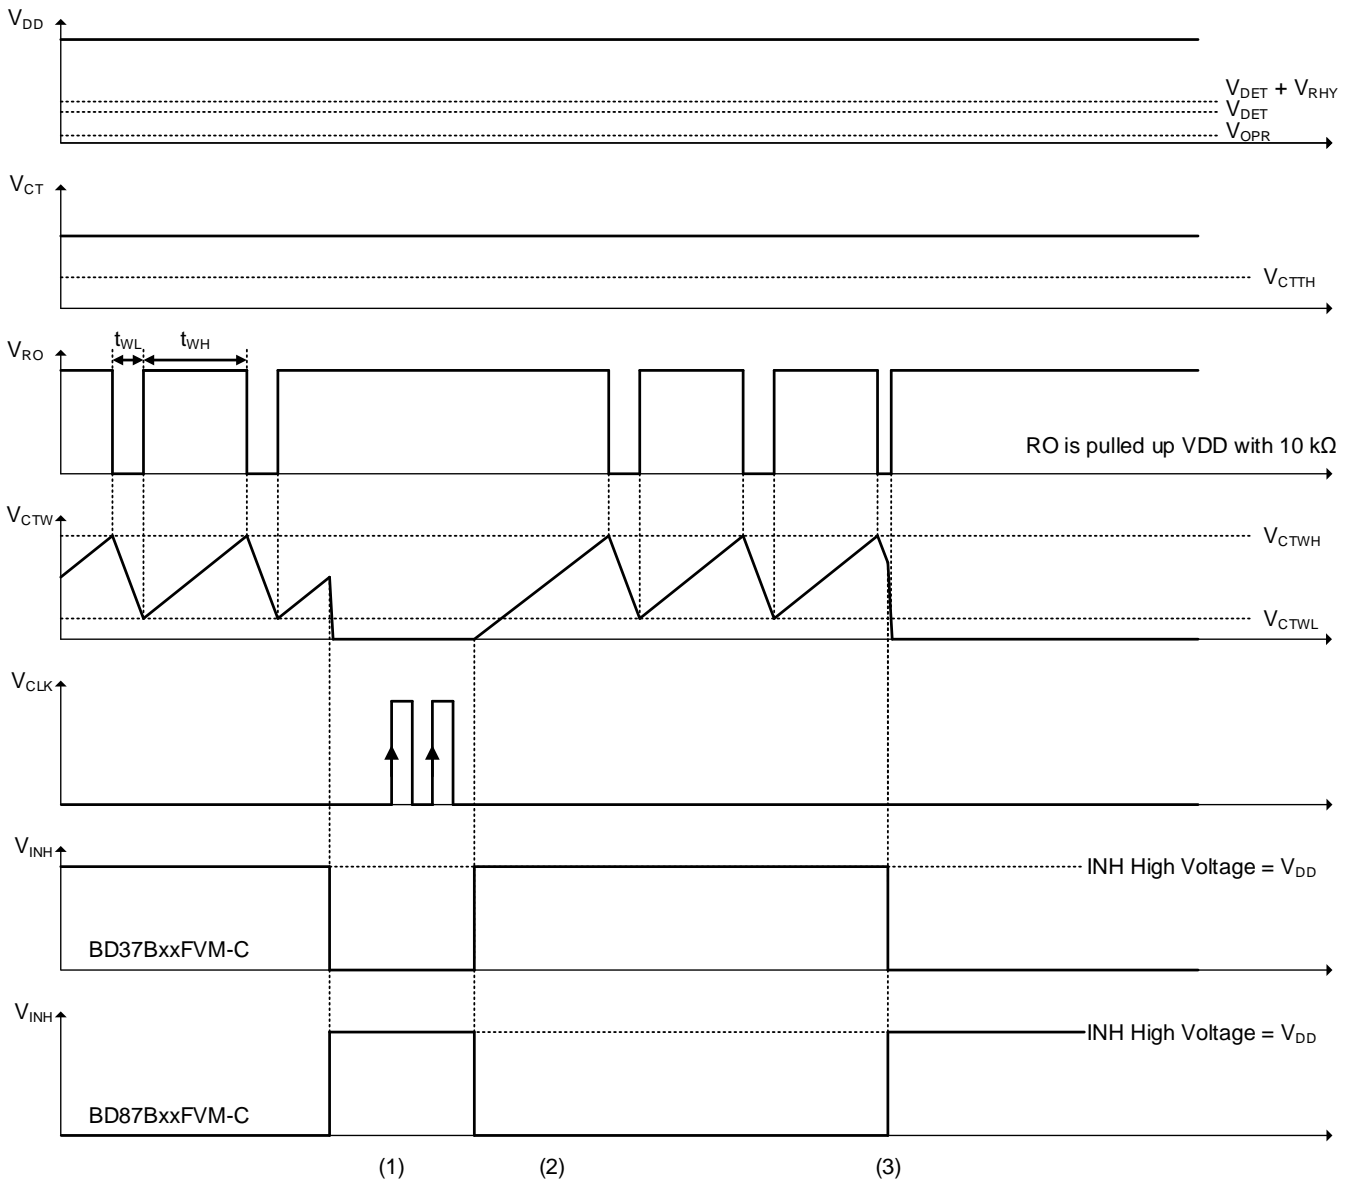 VDD
VDET + VRHY
VDET
VOPR
VCT
VCTTH
tWL
tWH
VRO
RO is pulled up VDD with 10 kΩ
VCTW
VCTWH
VCTWL
VCLK
VINH
INH High Voltage = VDD
BD37BxxFVM-C
VINH
INH High Voltage = VDD
BD87BxxFVM-C
(1) (2) (3)